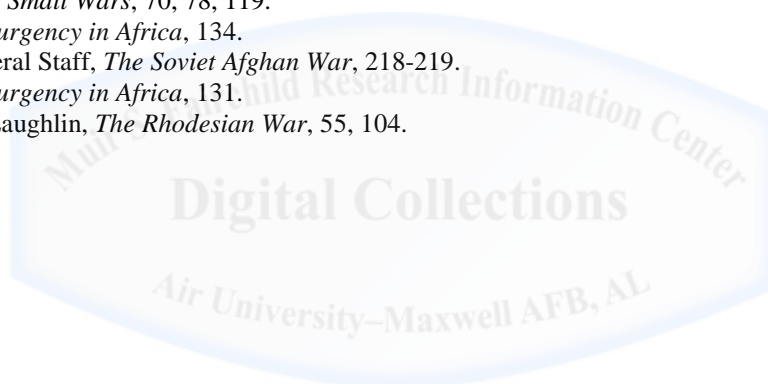 Small Wars, 70, 78, 119.
urgency in Africa, 134.
eral Staff, The Soviet Afghan War, 218-219.
urgency in Africa, 131.
aughlin, The Rhodesian War, 55, 104.
Muir S. Fairchild Research Information Center
Digital Collections
Air University–Maxwell AFB, AL